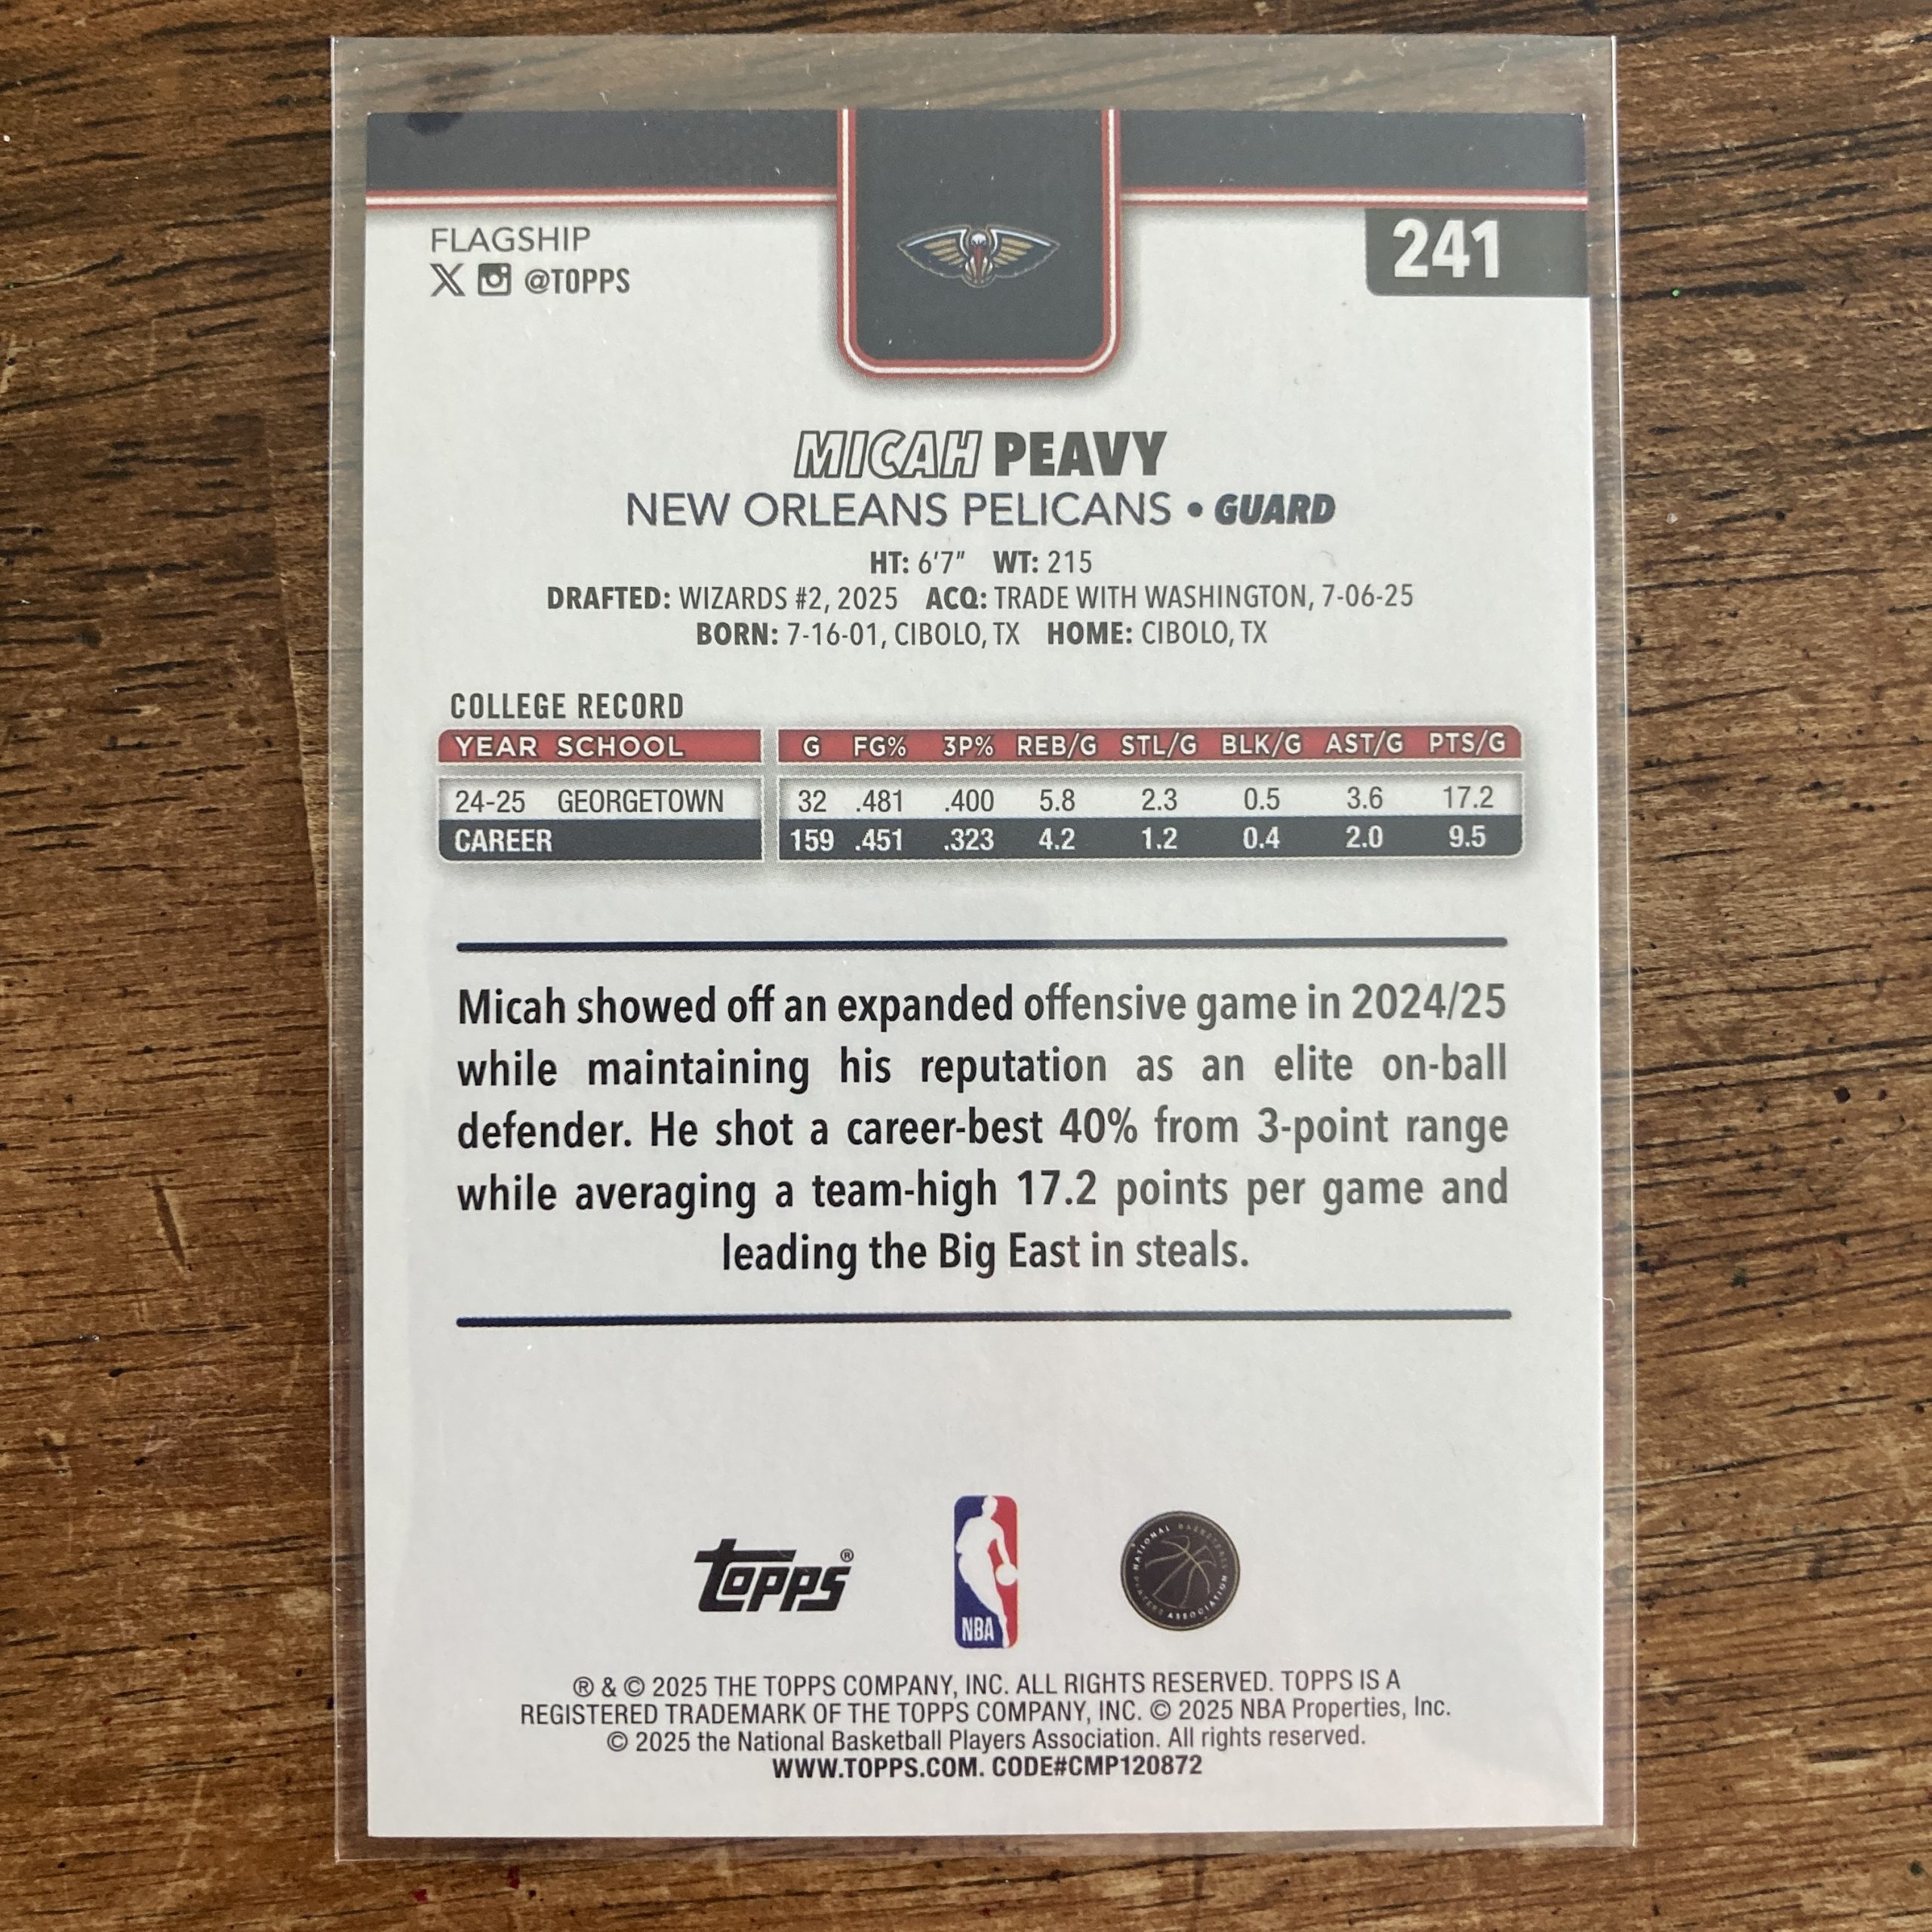 FLAGSHIP
241
@TOPPS
MICAH PEAVY
NEW ORLEANS PELICANS • GUARD
HT: 6'7" WT: 215
DRAFTED: WIZARDS #2, 2025 ACQ: TRADE WITH WASHINGTON, 7-06-25
BORN: 7-16-01, CIBOLO, TX HOME: CIBOLO, TX
COLLEGE RECORD
YEAR SCHOOL G FG% 3P% REB/G STL/G BLK/G AST/G PTS/G
24-25 GEORGETOWN 32 .481 .400 5.8 2.3 0.5 3.6 17.2
CAREER 159 .451 .323 4.2 1.2 0.4 2.0 9.5
Micah showed off an expanded offensive game in 2024/25
while maintaining his reputation as an elite on-ball
defender. He shot a career-best 40% from 3-point range
while averaging a team-high 17.2 points per game and
leading the Big East in steals.
topps®
NBA
NATIONAL BASKETBALL PLAYERS ASSOCIATION
® & © 2025 THE TOPPS COMPANY, INC. ALL RIGHTS RESERVED. TOPPS IS A
REGISTERED TRADEMARK OF THE TOPPS COMPANY, INC. © 2025 NBA Properties, Inc.
© 2025 the National Basketball Players Association. All rights reserved.
WWW.TOPPS.COM. CODE#CMP120872